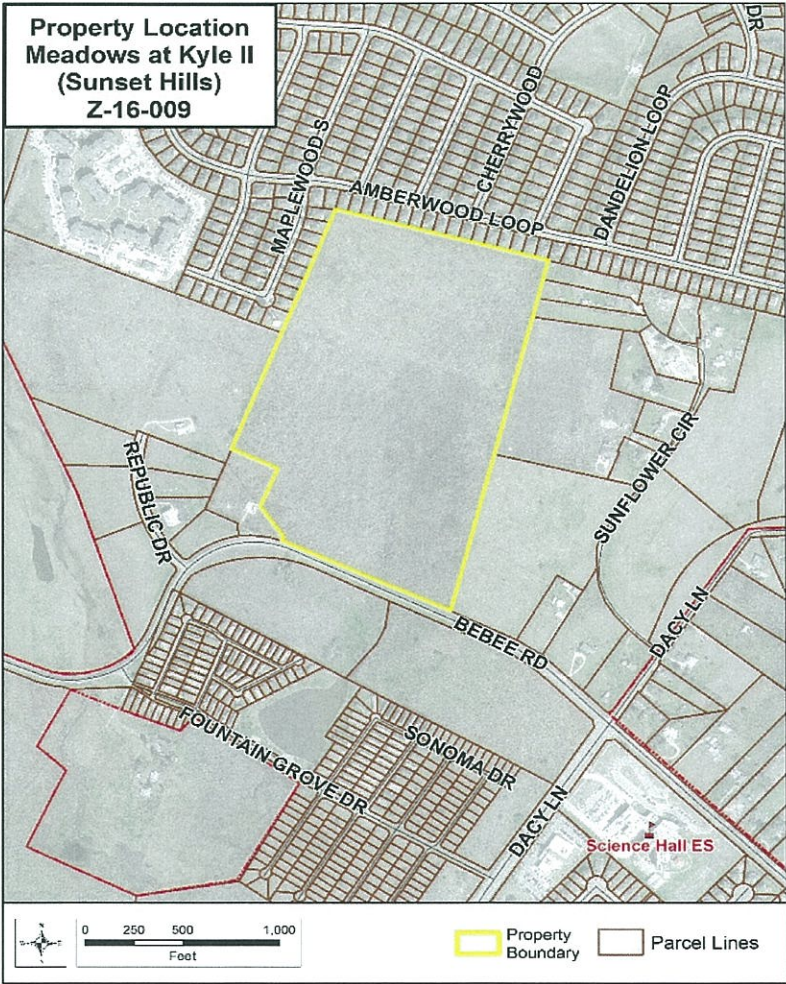 Property Location
Meadows at Kyle II
(Sunset Hills)
Z-16-009
DR
CHERRYWOOD
DANDELION LOOP
MAPLEWOOD S
AMBERWOOD LOOP
REPUBLIC DR
SUNFLOWER CIR
DACY LN
BEBEE RD
FOUNTAIN GROVE DR
SONOMA DR
DACY LN
Science Hall ES
0 250 500 1,000
Feet
Property
Boundary
Parcel Lines